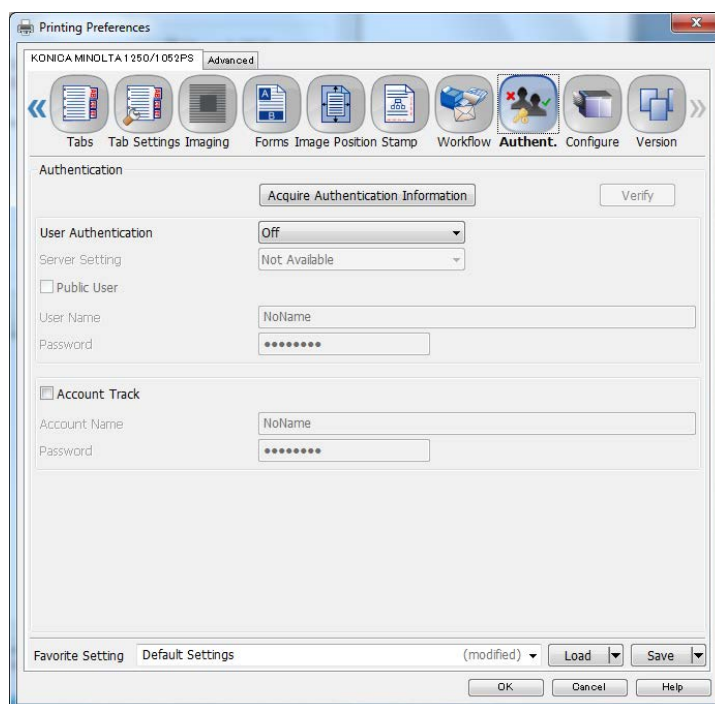 Printing Preferences
KONICA MINOLTA 1250/1052PS Advanced
Tabs Tab Settings Imaging Forms Image Position Stamp Workflow Authent. Configure Version
Authentication
Acquire Authentication Information Verify
User Authentication Off
Server Setting Not Available
Public User
User Name NoName
Password ●●●●●●●●
Account Track
Account Name NoName
Password ●●●●●●●●
Favorite Setting Default Settings (modified) Load Save
OK Cancel Help